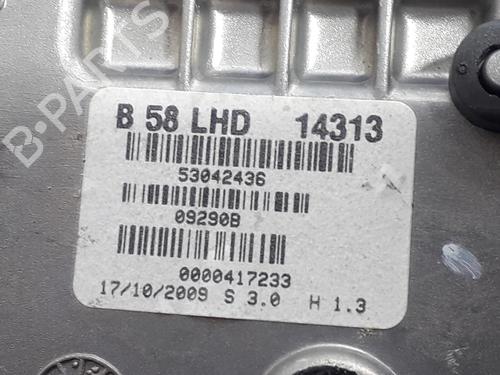 B 58 LHD 14313
53042436
09290B
0000417233
17/10/2009 S 3.0 H 1.3
B-PARTS